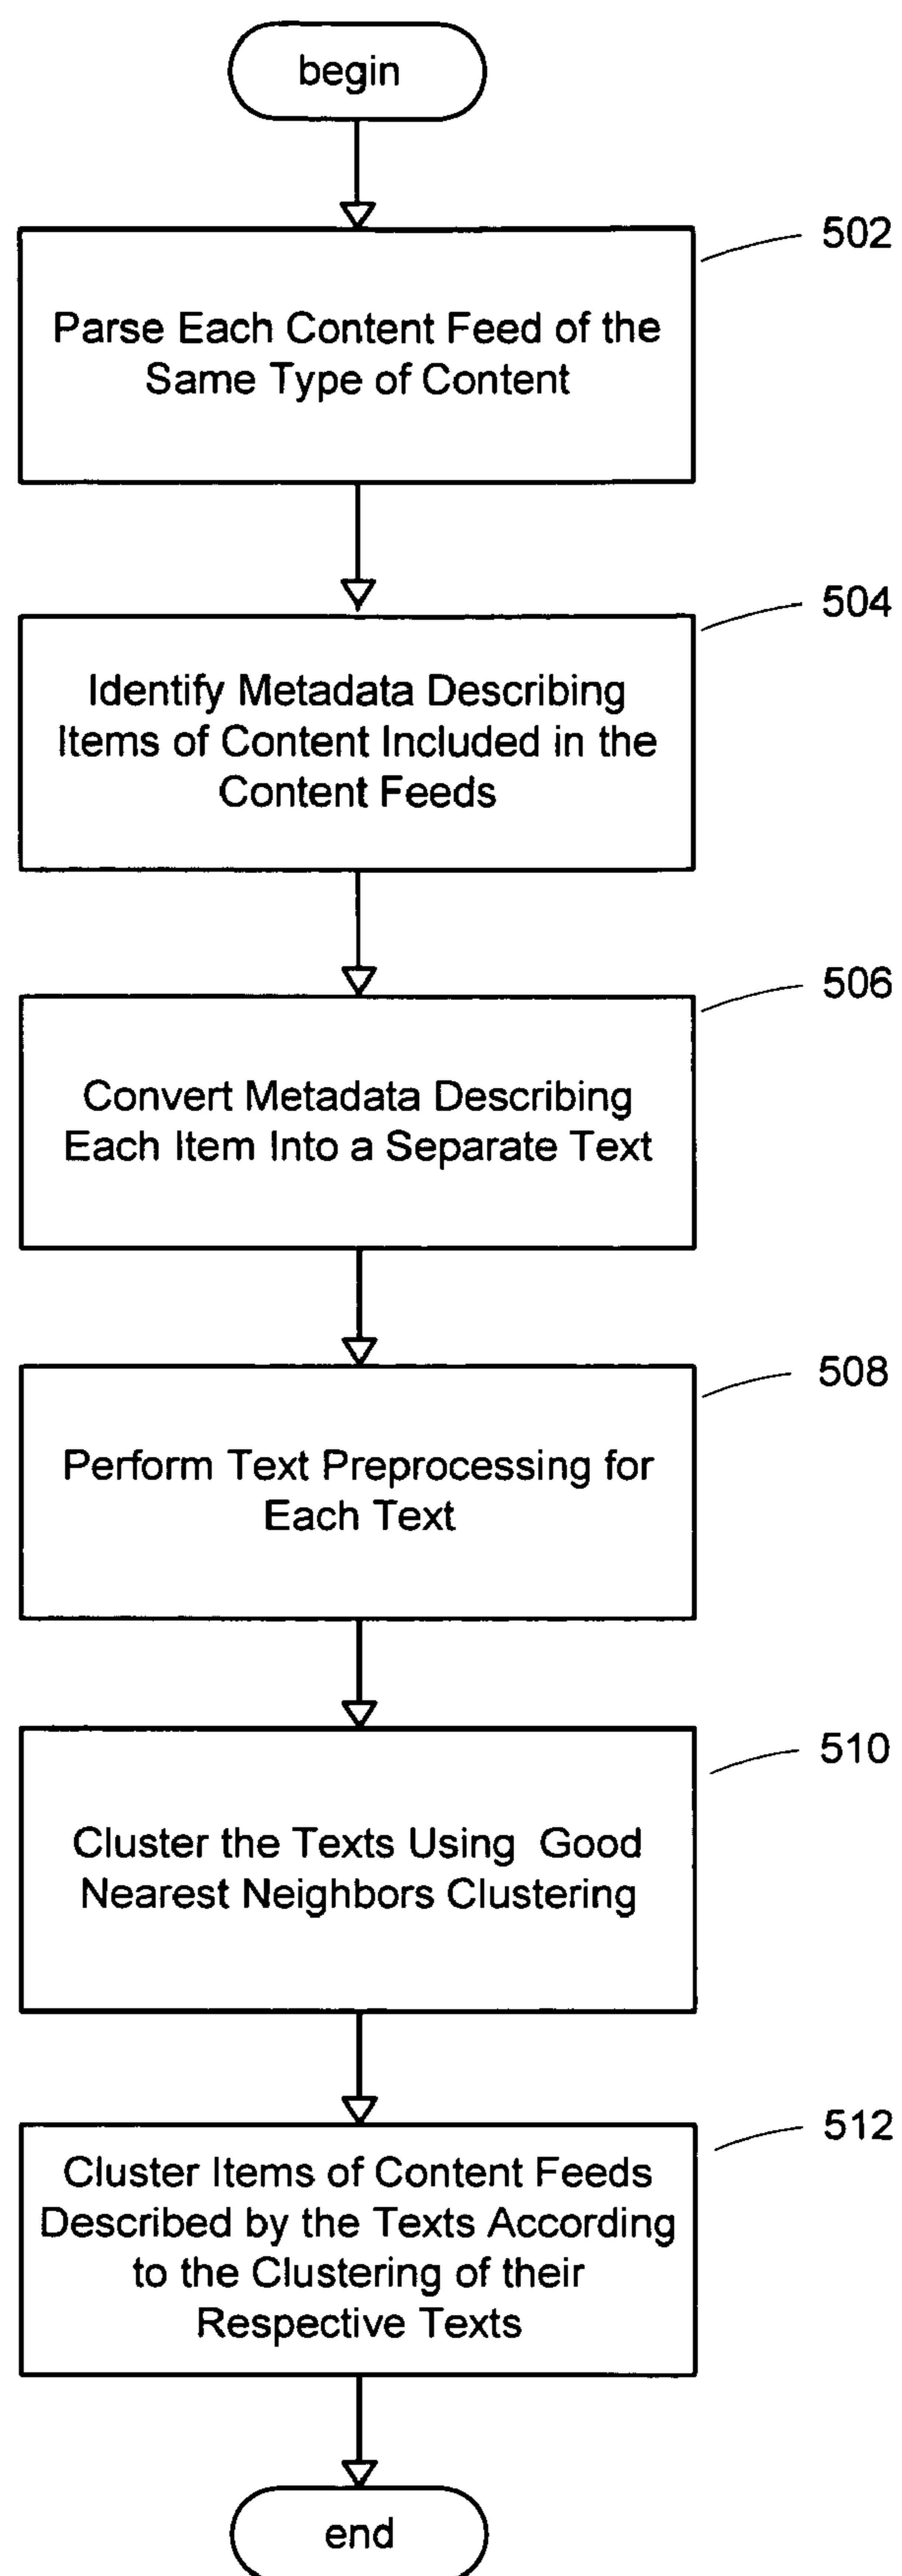 begin
502
Parse Each Content Feed of the
Same Type of Content
504
Identify Metadata Describing
Items of Content Included in the
Content Feeds
506
Convert Metadata Describing
Each Item Into a Separate Text
508
Perform Text Preprocessing for
Each Text
510
Cluster the Texts Using Good
Nearest Neighbors Clustering
512
Cluster Items of Content Feeds
Described by the Texts According
to the Clustering of their
Respective Texts
end